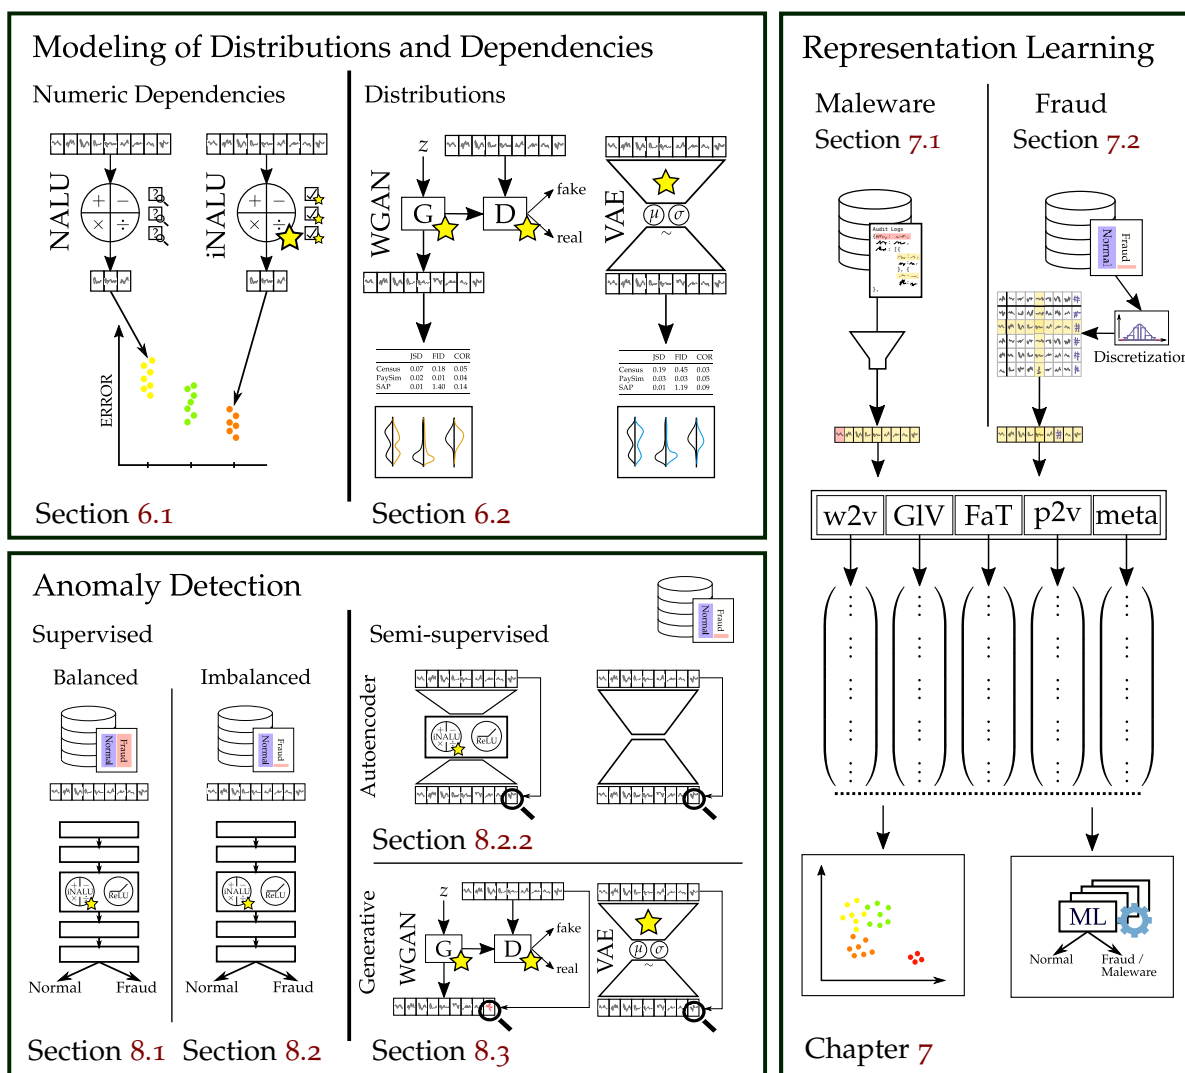 Modeling of Distributions and Dependencies
Numeric Dependencies
Distributions
NALU
+ −
× ÷
?
?
?
iNALU
+ −
× ÷
ERROR
Section 6.1
WGAN
z
G
D
fake
real
JSD FID COR
Census 0.07 0.18 0.05
PaySim 0.02 0.01 0.04
SAP 0.01 1.40 0.14
VAE
μ σ
~
JSD FID COR
Census 0.19 0.45 0.03
PaySim 0.03 0.03 0.05
SAP 0.01 1.19 0.09
Section 6.2
Anomaly Detection
Supervised
Balanced
Normal
Fraud
+ −
iNALU
× ÷
ReLU
Normal Fraud
Section 8.1
Imbalanced
Normal
Fraud
+ −
iNALU
× ÷
ReLU
Normal Fraud
Section 8.2
Semi-supervised
Normal
Fraud
Autoencoder
+ −
iNALU
× ÷
ReLU
Section 8.2.2
Generative
WGAN
z
G
D
fake
real
VAE
μ σ
~
Section 8.3
Representation Learning
Maleware
Section 7.1
Fraud
Section 7.2
Audit Logs
Normal
Fraud
Discretization
w2v GlV FaT p2v meta
ML
Normal
Fraud /
Maleware
Chapter 7